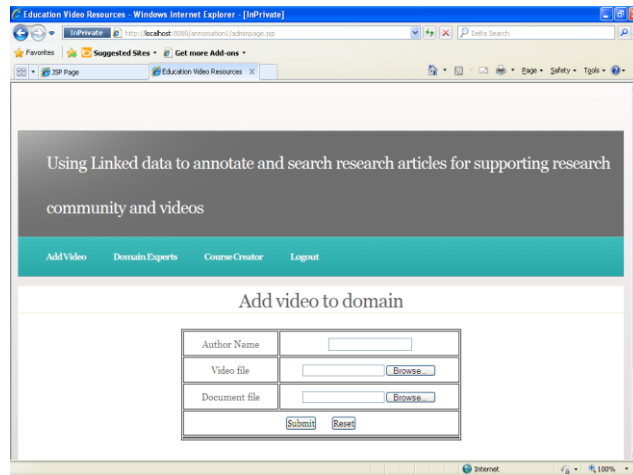 Education Video Resources - Windows Internet Explorer - [InPrivate]
InPrivate http://localhost:8080/annomation2/adminpage.jsp Delta Search
Favorites Suggested Sites Get more Add-ons
JSP Page Education Video Resources X Page Safety Tools
Using Linked data to annotate and search research articles for supporting research
community and videos
Add Video Domain Experts Course Creator Logout
Add video to domain
Author Name
Video file Browse...
Document file Browse...
Submit Reset
Internet 100%